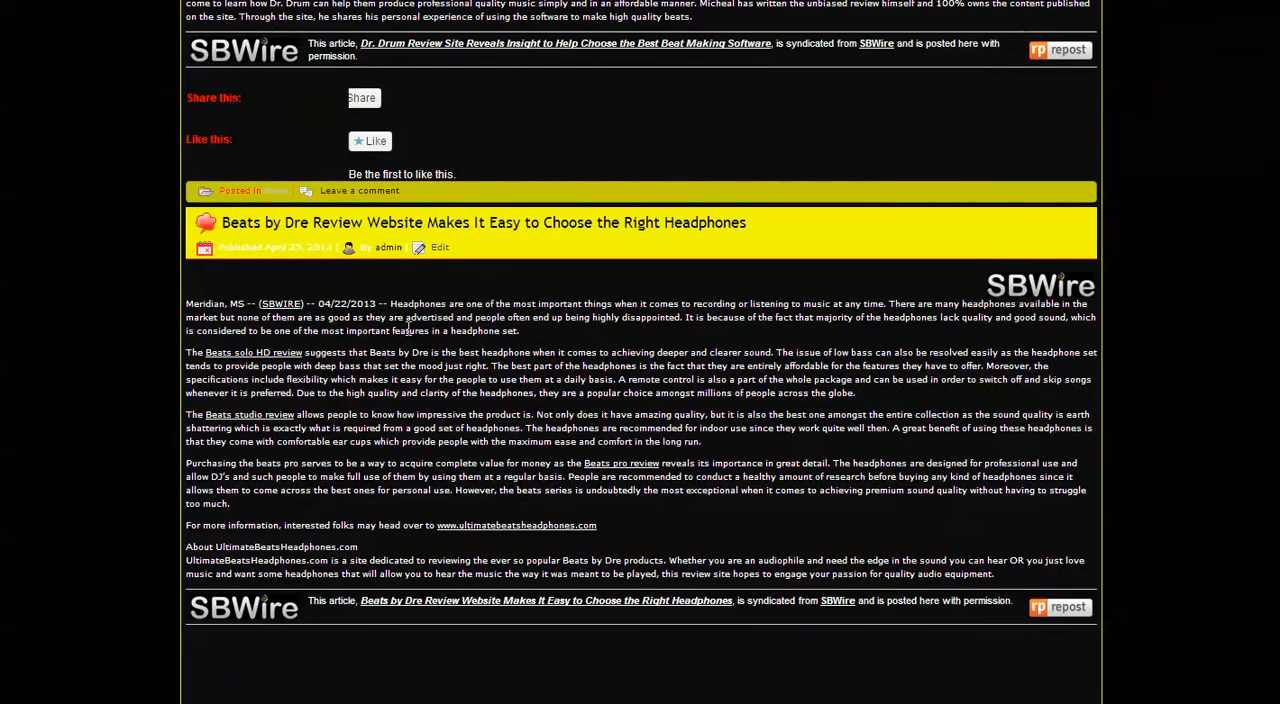 come to learn how Dr. Drum can help them produce professional quality music simply and in an affordable manner. Micheal has written the unbiased review himself and 100% owns the content published
on the site. Through the site, he shares his personal experience of using the software to make high quality beats.
SBWire This article, Dr. Drum Review Site Reveals Insight to Help Choose the Best Beat Making Software, is syndicated from SBWire and is posted here with rp repost
permission.
Share this: Share
Like this: Like
Be the first to like this.
Posted in | Leave a comment
Beats by Dre Review Website Makes It Easy to Choose the Right Headphones
Published April 25, 2013 | By admin | Edit
SBWire
Meridian, MS -- (SBWIRE) -- 04/22/2013 -- Headphones are one of the most important things when it comes to recording or listening to music at any time. There are many headphones available in the
market but none of them are as good as they are advertised and people often end up being highly disappointed. It is because of the fact that majority of the headphones lack quality and good sound, which
is considered to be one of the most important features in a headphone set.
The Beats solo HD review suggests that Beats by Dre is the best headphone when it comes to achieving deeper and clearer sound. The issue of low bass can also be resolved easily as the headphone set
tends to provide people with deep bass that set the mood just right. The best part of the headphones is the fact that they are entirely affordable for the features they have to offer. Moreover, the
specifications include flexibility which makes it easy for the people to use them at a daily basis. A remote control is also a part of the whole package and can be used in order to switch off and skip songs
whenever it is preferred. Due to the high quality and clarity of the headphones, they are a popular choice amongst millions of people across the globe.
The Beats studio review allows people to know how impressive the product is. Not only does it have amazing quality, but it is also the best one amongst the entire collection as the sound quality is earth
shattering which is exactly what is required from a good set of headphones. The headphones are recommended for indoor use since they work quite well then. A great benefit of using these headphones is
that they come with comfortable ear cups which provide people with the maximum ease and comfort in the long run.
Purchasing the beats pro serves to be a way to acquire complete value for money as the Beats pro review reveals its importance in great detail. The headphones are designed for professional use and
allow DJ's and such people to make full use of them by using them at a regular basis. People are recommended to conduct a healthy amount of research before buying any kind of headphones since it
allows them to come across the best ones for personal use. However, the beats series is undoubtedly the most exceptional when it comes to achieving premium sound quality without having to struggle
too much.
For more information, interested folks may head over to www.ultimatebeatsheadphones.com
About UltimateBeatsHeadphones.com
UltimateBeatsHeadphones.com is a site dedicated to reviewing the ever so popular Beats by Dre products. Whether you are an audiophile and need the edge in the sound you can hear OR you just love
music and want some headphones that will allow you to hear the music the way it was meant to be played, this review site hopes to engage your passion for quality audio equipment.
SBWire This article, Beats by Dre Review Website Makes It Easy to Choose the Right Headphones, is syndicated from SBWire and is posted here with permission. rp repost